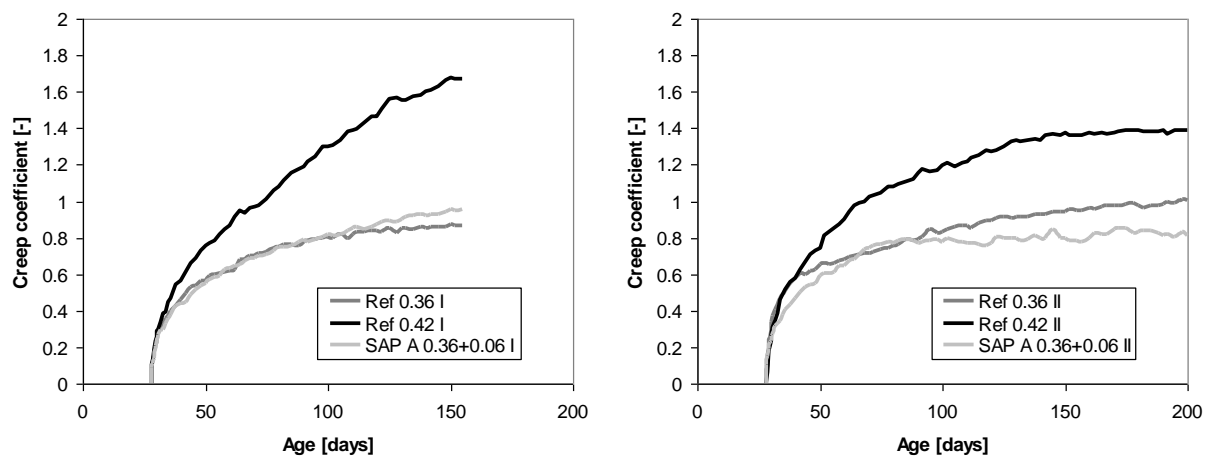 Creep coefficient [-]
2
1.8
1.6
1.4
1.2
1
0.8
0.6
0.4
0.2
0
Ref 0.36 I
Ref 0.42 I
SAP A 0.36+0.06 I
0 50 100 150 200
Age [days]
Creep coefficient [-]
2
1.8
1.6
1.4
1.2
1
0.8
0.6
0.4
0.2
0
Ref 0.36 II
Ref 0.42 II
SAP A 0.36+0.06 II
0 50 100 150 200
Age [days]